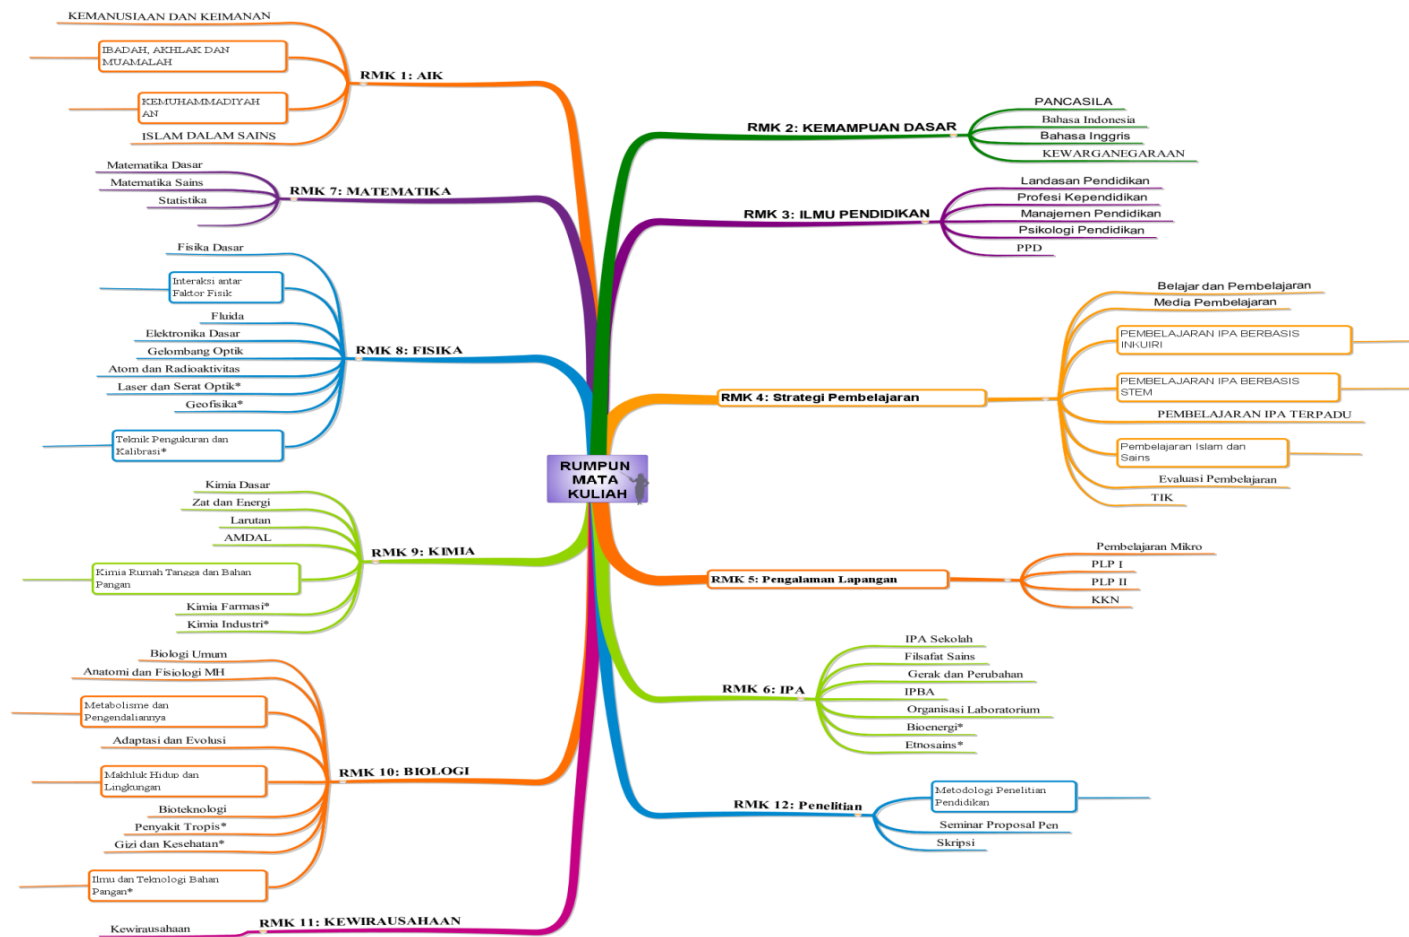 RUMPUN
MATA
KULIAH
RMK 1: AIK
KEMANUSIAAN DAN KEIMANAN
IBADAH, AKHLAK DAN
MUAMALAH
KEMUHAMMADIYAH
AN
ISLAM DALAM SAINS
RMK 7: MATEMATIKA
Matematika Dasar
Matematika Sains
Statistika
RMK 8: FISIKA
Fisika Dasar
Interaksi antar
Faktor Fisik
Fluida
Elektronika Dasar
Gelombang Optik
Atom dan Radioaktivitas
Laser dan Serat Optik*
Geofisika*
Teknik Pengukuran dan
Kalibrasi*
RMK 9: KIMIA
Kimia Dasar
Zat dan Energi
Larutan
AMDAL
Kimia Rumah Tangga dan Bahan
Pangan
Kimia Farmasi*
Kimia Industri*
RMK 10: BIOLOGI
Biologi Umum
Anatomi dan Fisiologi MH
Metabolisme dan
Pengendaliannya
Adaptasi dan Evolusi
Makhluk Hidup dan
Lingkungan
Bioteknologi
Penyakit Tropis*
Gizi dan Kesehatan*
Ilmu dan Teknologi Bahan
Pangan*
RMK 11: KEWIRAUSAHAAN
Kewirausahaan
RMK 2: KEMAMPUAN DASAR
PANCASILA
Bahasa Indonesia
Bahasa Inggris
KEWARGANEGARAAN
RMK 3: ILMU PENDIDIKAN
Landasan Pendidikan
Profesi Kependidikan
Manajemen Pendidikan
Psikologi Pendidikan
PPD
RMK 4: Strategi Pembelajaran
Belajar dan Pembelajaran
Media Pembelajaran
PEMBELAJARAN IPA BERBASIS
INKUIRI
PEMBELAJARAN IPA BERBASIS
STEM
PEMBELAJARAN IPA TERPADU
Pembelajaran Islam dan
Sains
Evaluasi Pembelajaran
TIK
RMK 5: Pengalaman Lapangan
Pembelajaran Mikro
PLP I
PLP II
KKN
RMK 6: IPA
IPA Sekolah
Filsafat Sains
Gerak dan Perubahan
IPBA
Organisasi Laboratorium
Bioenergi*
Etnosains*
RMK 12: Penelitian
Metodologi Penelitian
Pendidikan
Seminar Proposal Pen
Skripsi